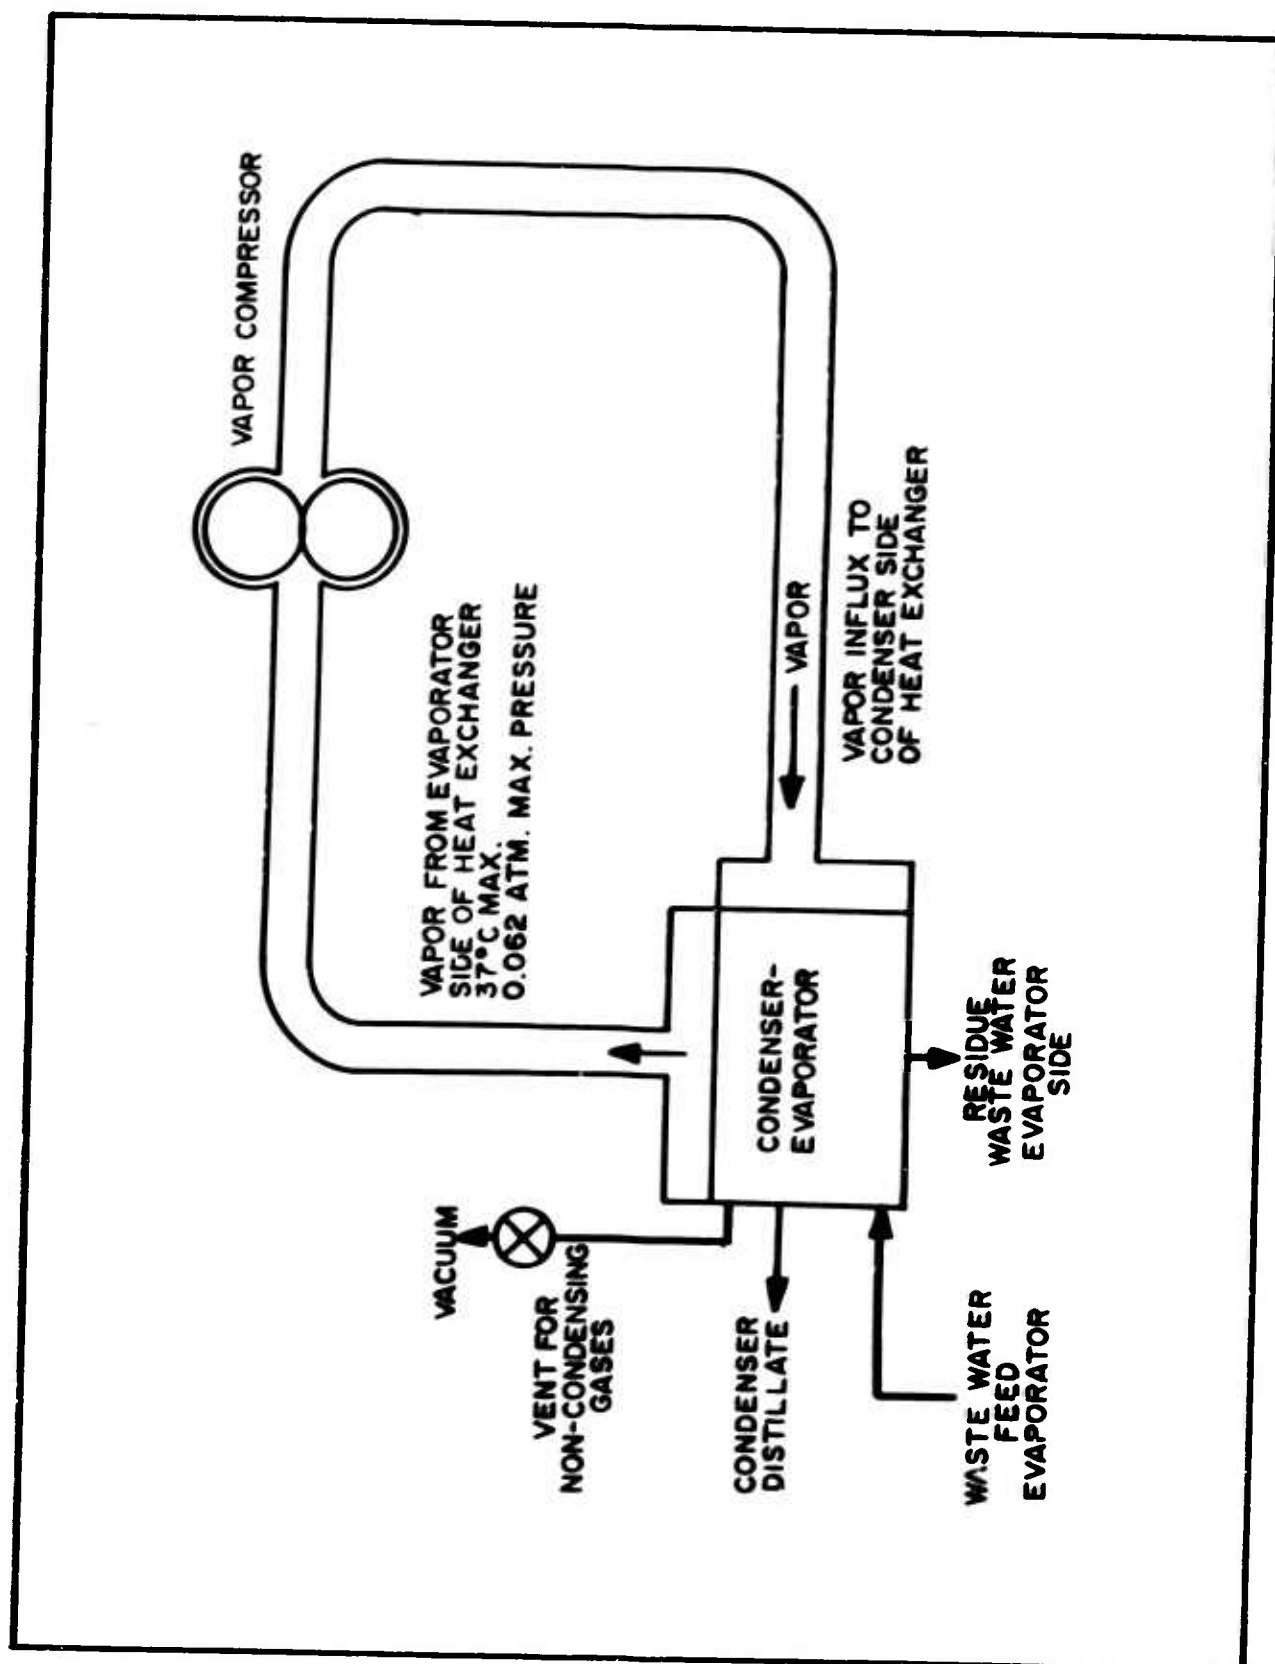 VAPOR COMPRESSOR
VACUUM
VENT FOR
NON-CONDENSING
GASES
VAPOR FROM EVAPORATOR
SIDE OF HEAT EXCHANGER
37°C MAX.
0.062 ATM. MAX. PRESSURE
CONDENSER
DISTILLATE
CONDENSER-
EVAPORATOR
VAPOR
VAPOR INFLUX TO
CONDENSER SIDE
OF HEAT EXCHANGER
WASTE WATER
FEED
EVAPORATOR
RESIDUE
WASTE WATER
EVAPORATOR
SIDE